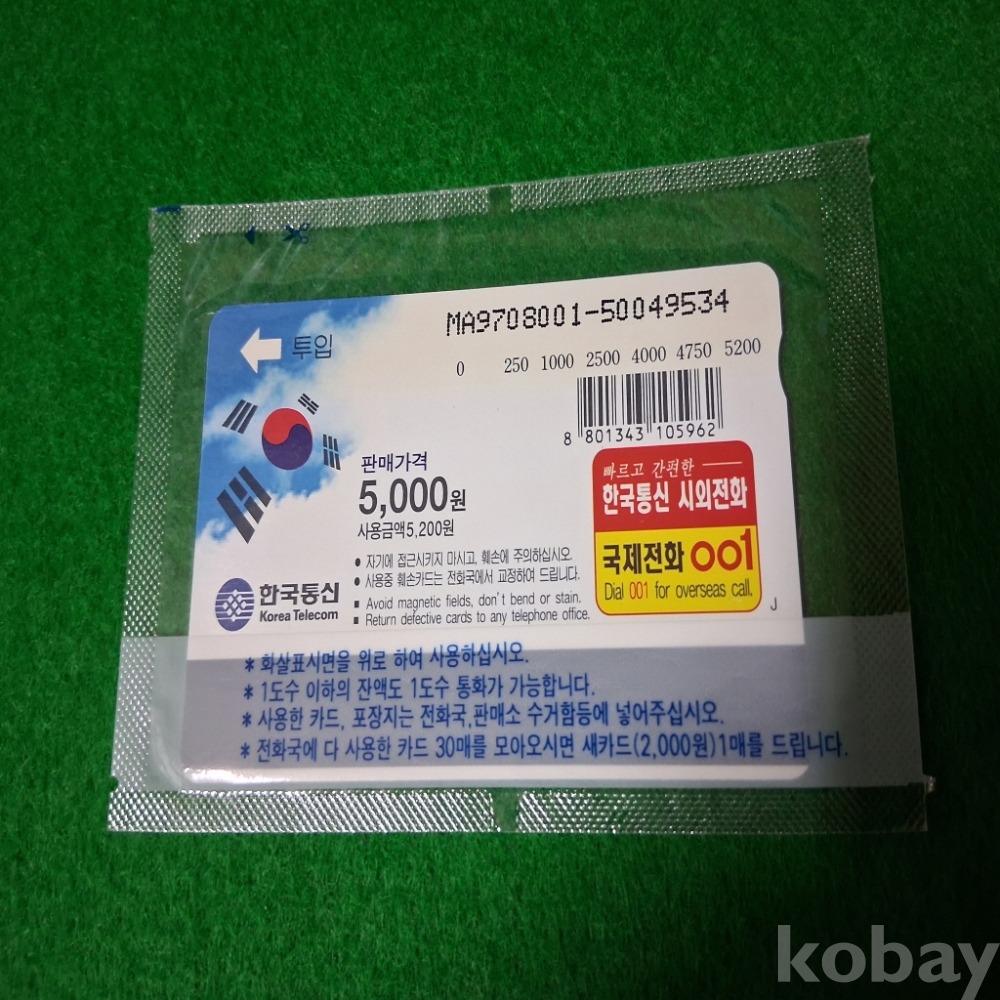 MA9708001-50049534
투입
0 250 1000 2500 4000 4750 5200
8 801343 105962
판매가격
5,000원
사용금액5,200원
빠르고 간편한
한국통신 시외전화
국제전화 001
Dial 001 for overseas call.
• 자기에 접근시키지 마시고, 훼손에 주의하십시오.
• 사용중 훼손카드는 전화국에서 교정하여 드립니다.
■ Avoid magnetic fields, don't bend or stain.
■ Return defective cards to any telephone office.
한국통신
Korea Telecom
J
* 화살표시면을 위로 하여 사용하십시오.
* 1도수 이하의 잔액도 1도수 통화가 가능합니다.
* 사용한 카드, 포장지는 전화국,판매소 수거함등에 넣어주십시오.
* 전화국에 다 사용한 카드 30매를 모아오시면 새카드(2,000원)1매를 드립니다.
kobay